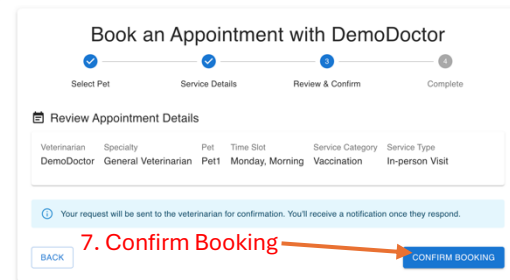 Book an Appointment with DemoDoctor
3 4
Select Pet Service Details Review & Confirm Complete
Review Appointment Details
Veterinarian Specialty Pet Time Slot Service Category Service Type
DemoDoctor General Veterinarian Pet1 Monday, Morning Vaccination In-person Visit
Your request will be sent to the veterinarian for confirmation. You'll receive a notification once they respond.
7. Confirm Booking
BACK CONFIRM BOOKING